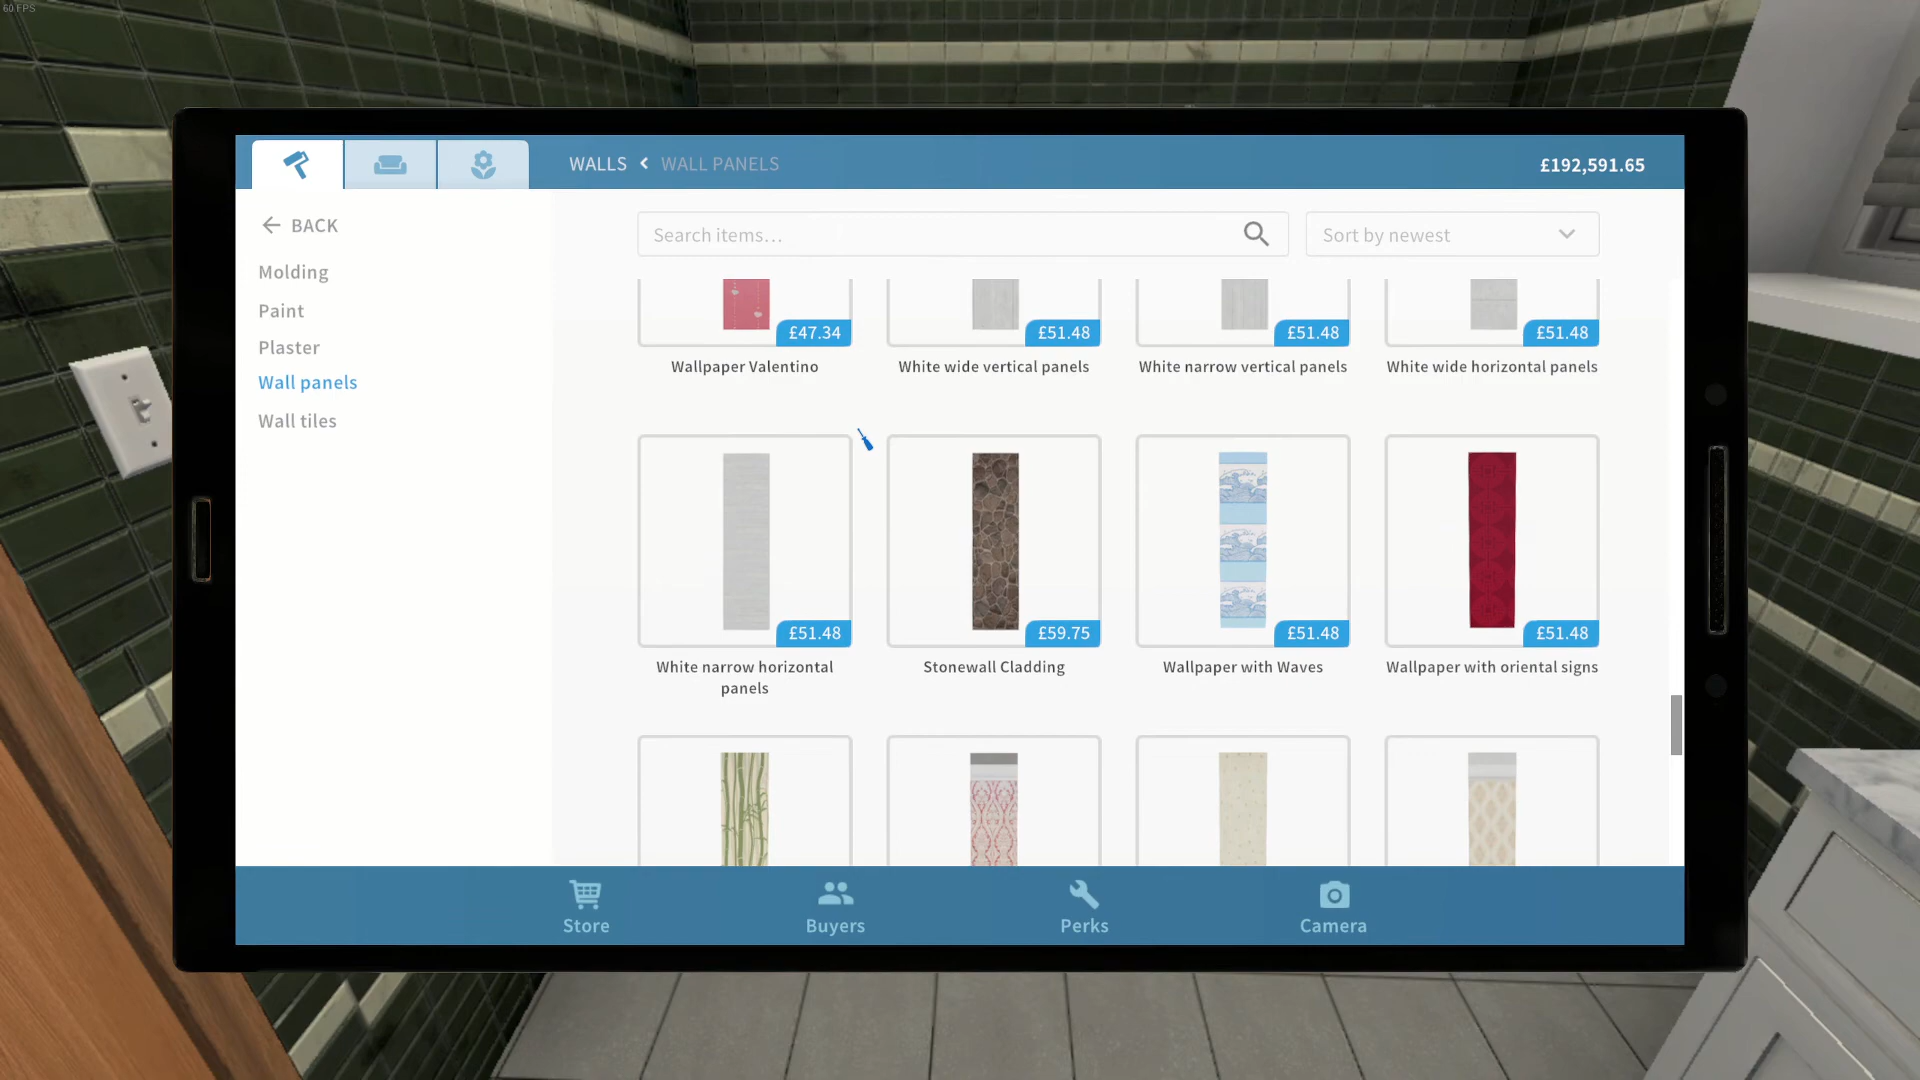 60 FPS
WALLS < WALL PANELS
£192,591.65
BACK
Search items...
Sort by newest
Molding
Paint
Plaster
Wall panels
Wall tiles
£47.34
£51.48
£51.48
£51.48
Wallpaper Valentino
White wide vertical panels
White narrow vertical panels
White wide horizontal panels
£51.48
£59.75
£51.48
£51.48
White narrow horizontal
panels
Stonewall Cladding
Wallpaper with Waves
Wallpaper with oriental signs
Store
Buyers
Perks
Camera